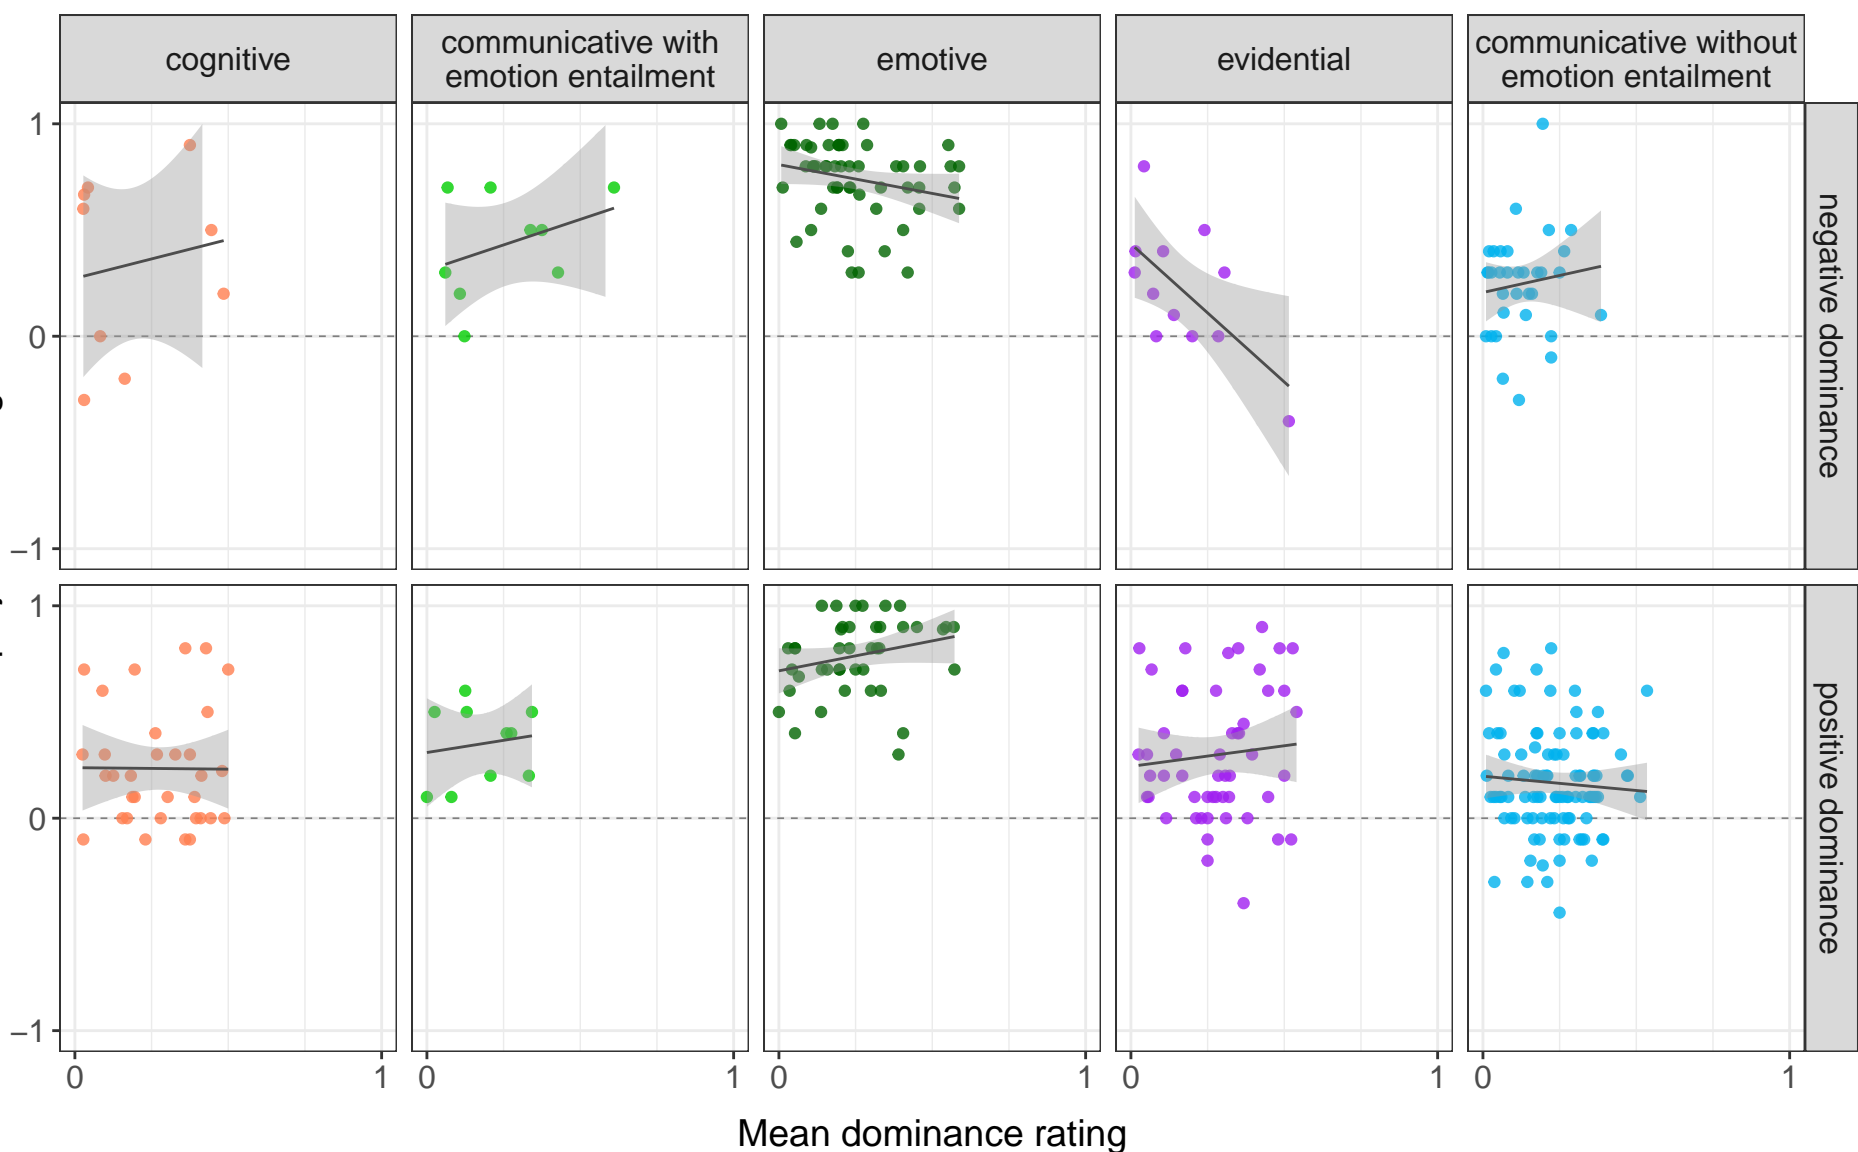 cognitive
communicative with
emotion entailment
emotive
evidential
communicative without
emotion entailment
1
0
−1
negative dominance
1
0
−1
positive dominance
0 1 0 1 0 1 0 1 0 1
Mean dominance rating